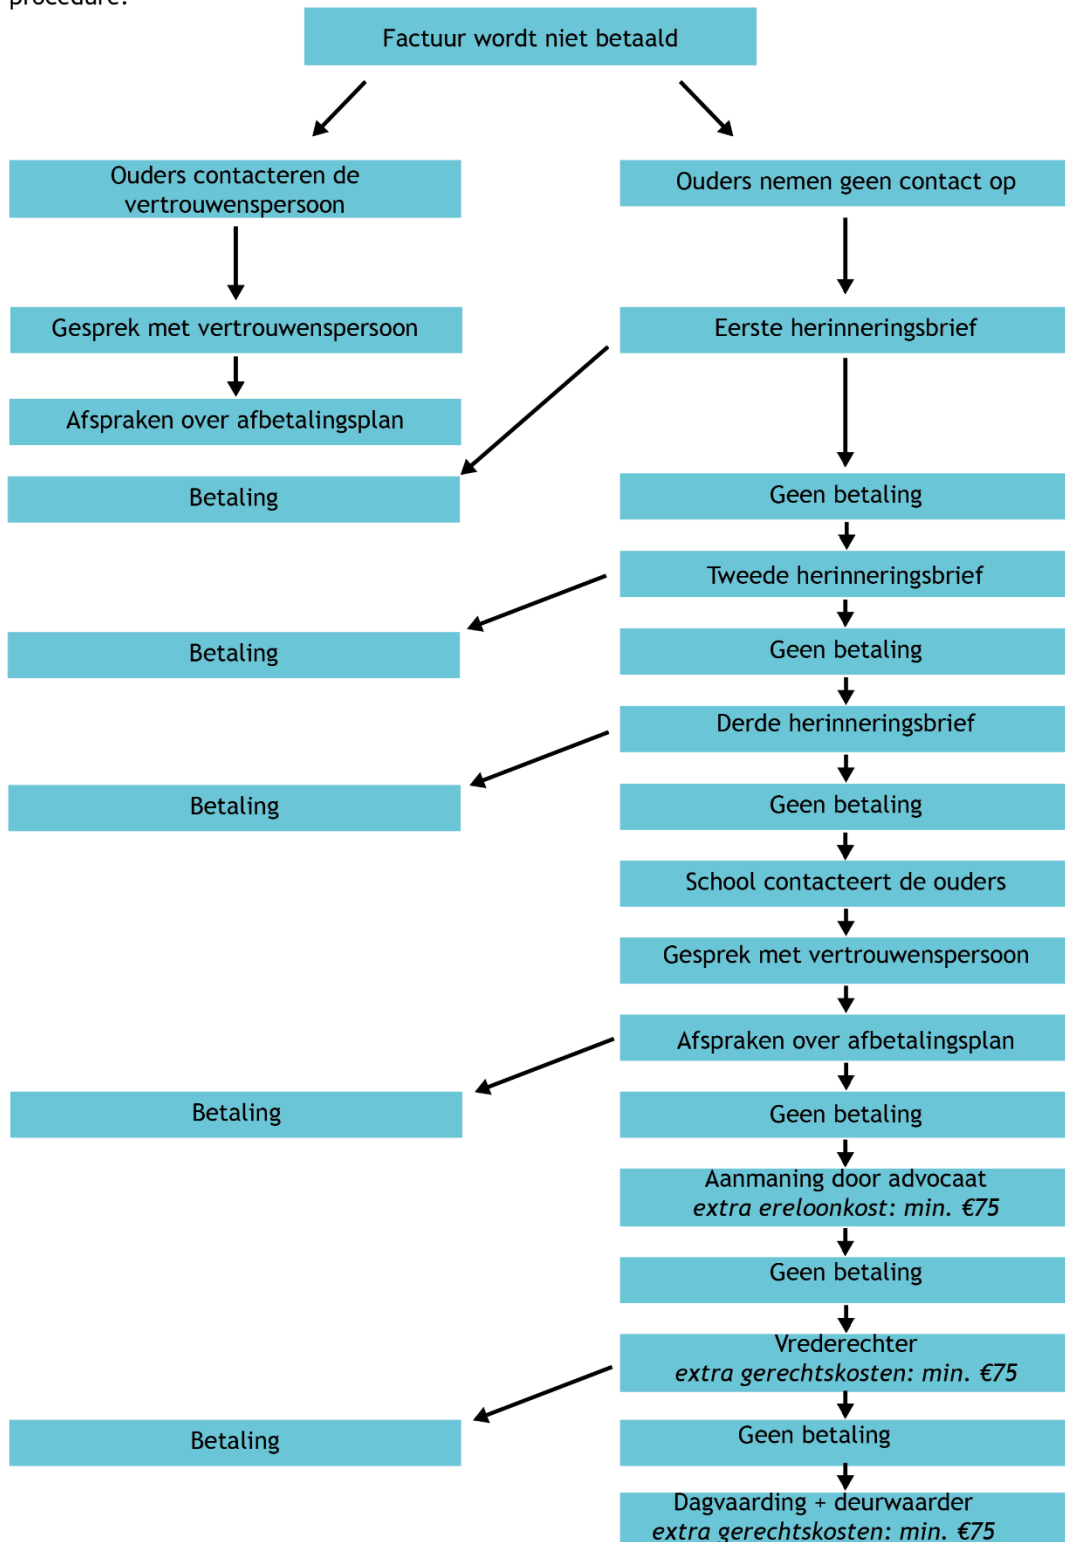 procedure:
Factuur wordt niet betaald
Ouders contacteren de
vertrouwenspersoon
Ouders nemen geen contact op
Gesprek met vertrouwenspersoon
Eerste herinneringsbrief
Afspraken over afbetalingsplan
Betaling
Geen betaling
Tweede herinneringsbrief
Betaling
Geen betaling
Derde herinneringsbrief
Betaling
Geen betaling
School contacteert de ouders
Gesprek met vertrouwenspersoon
Afspraken over afbetalingsplan
Betaling
Geen betaling
Aanmaning door advocaat
extra ereloonkost: min. €75
Geen betaling
Vrederechter
extra gerechtskosten: min. €75
Betaling
Geen betaling
Dagvaarding + deurwaarder
extra gerechtskosten: min. €75